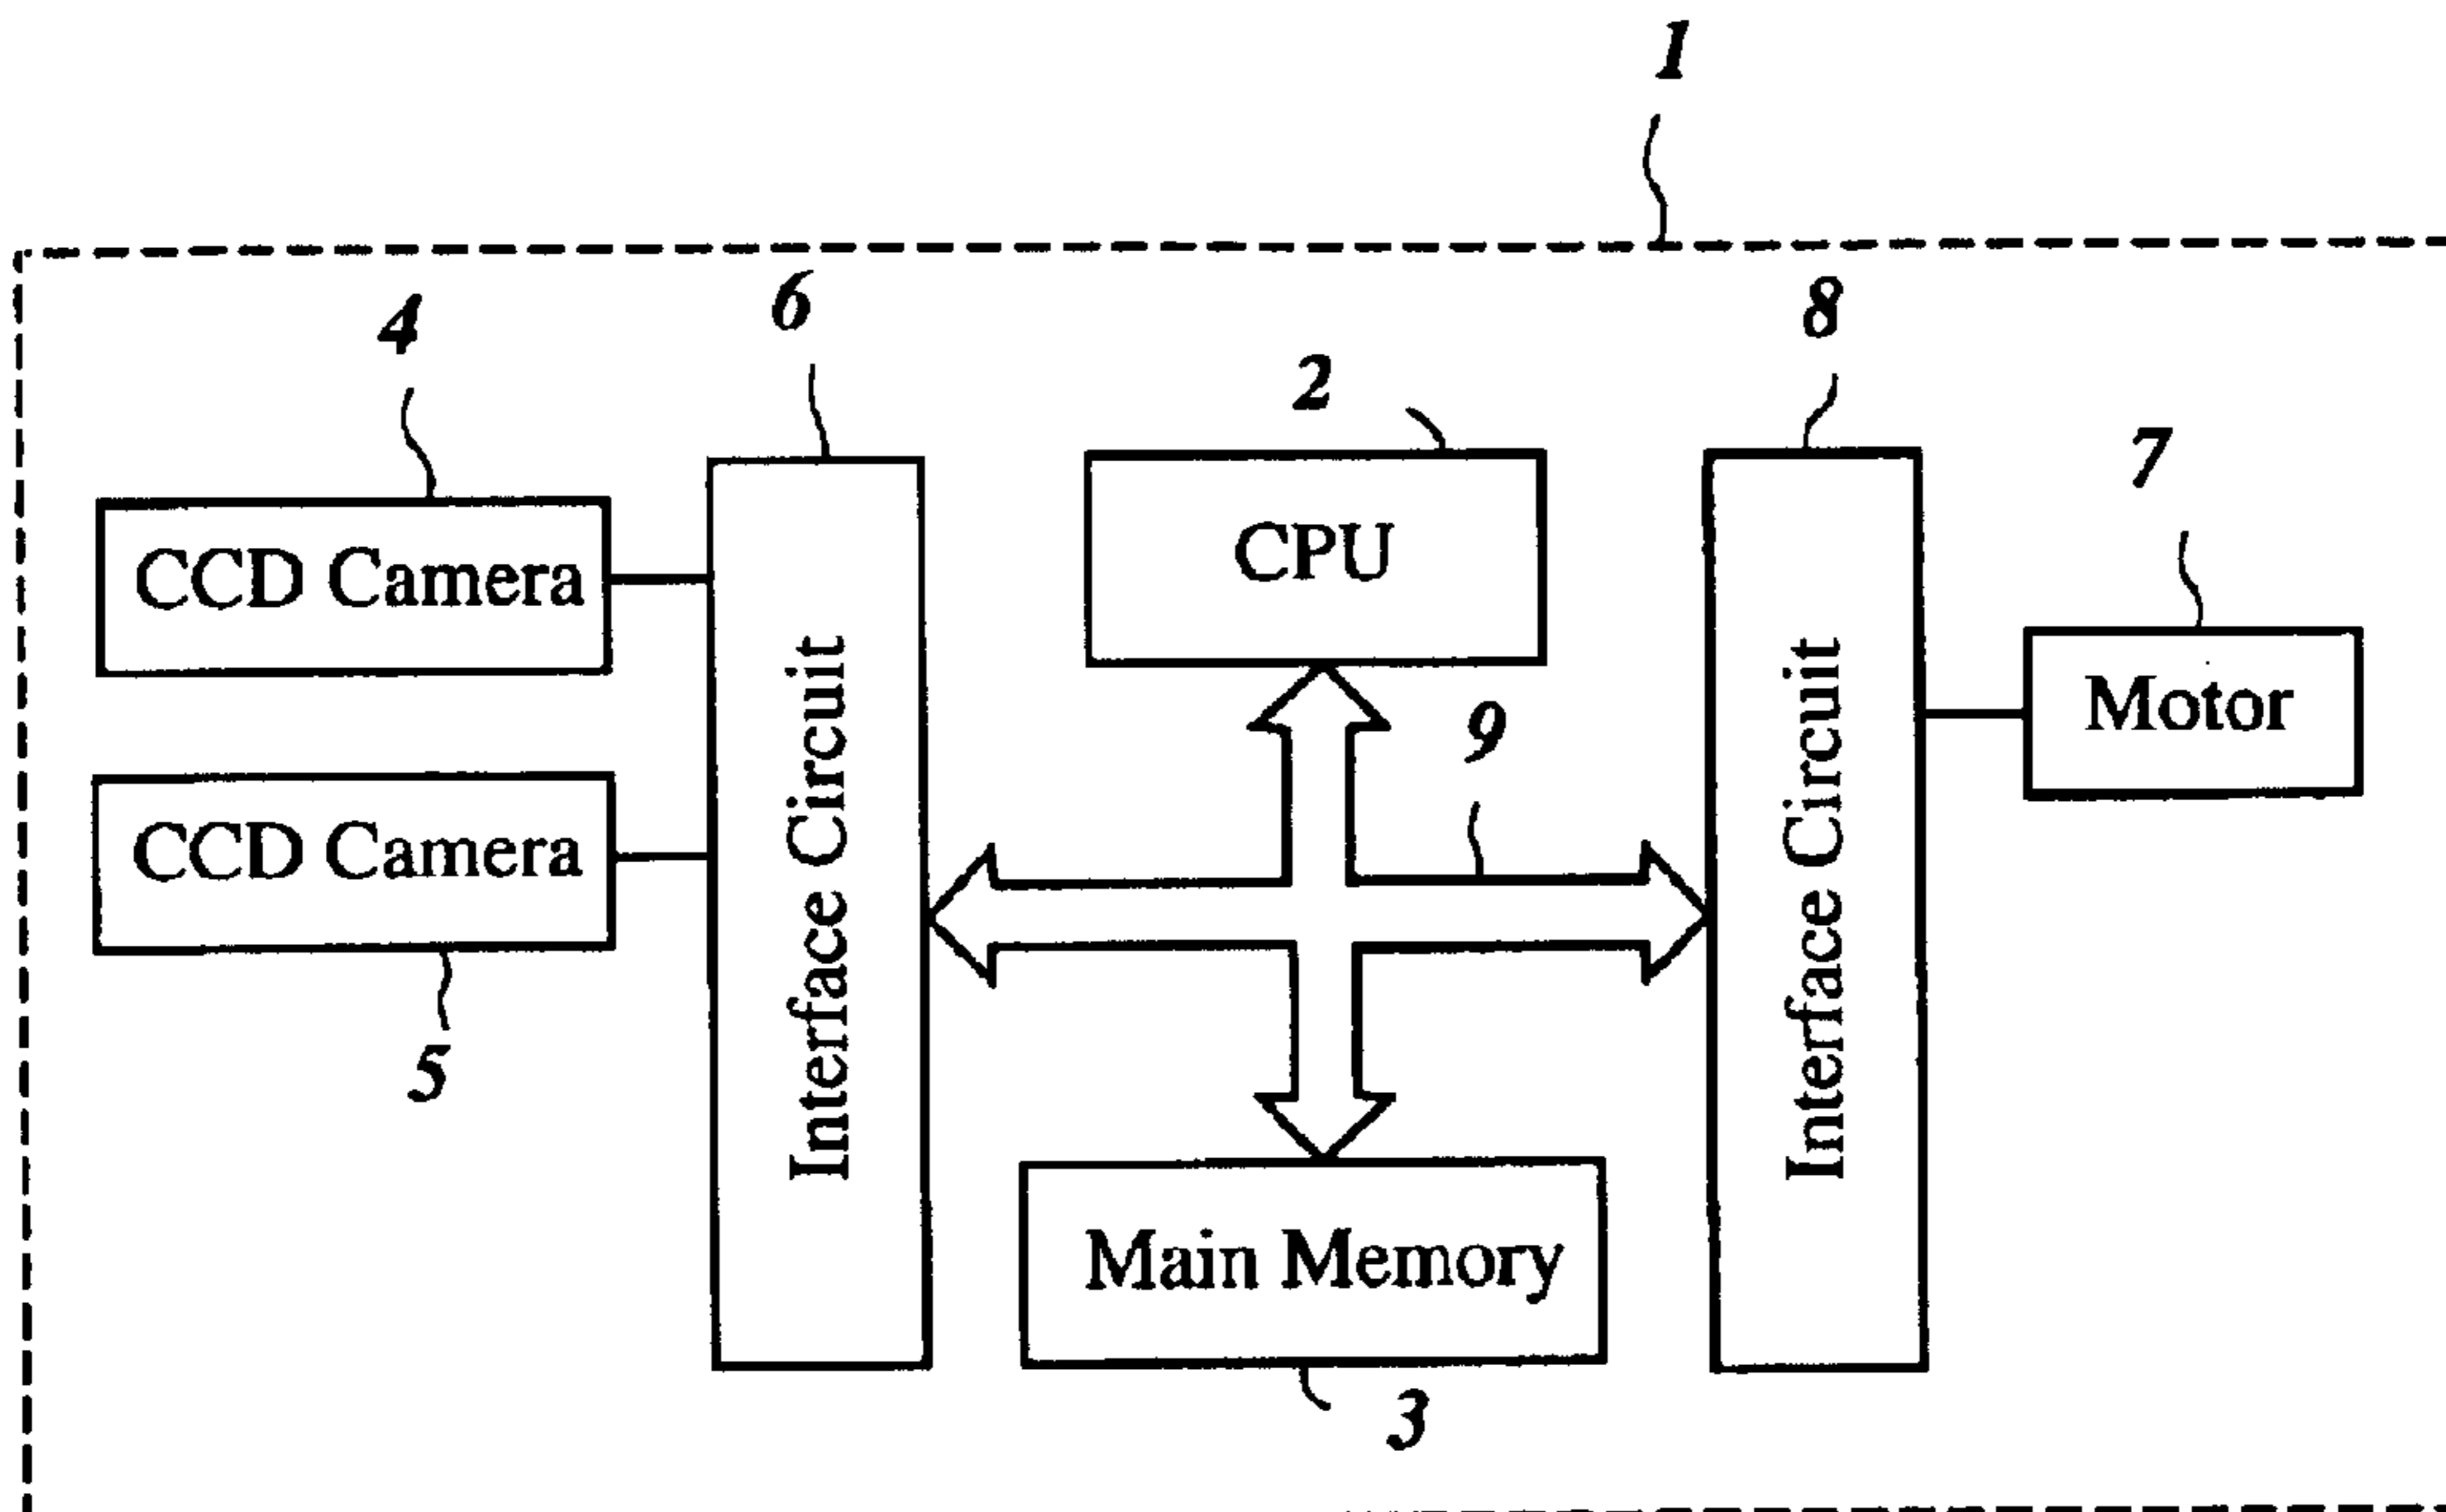 1
4
6
2
8
7
CCD Camera
CPU
Interface Circuit
Interface Circuit
Motor
9
CCD Camera
5
Main Memory
3